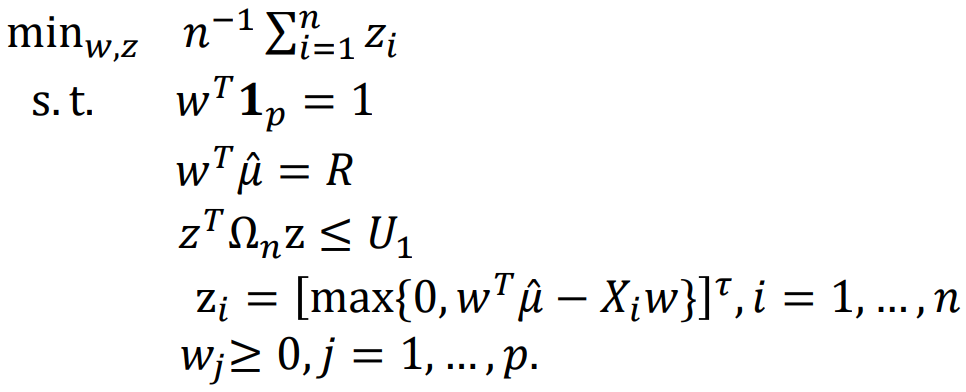 min_{w,z} n^{-1} ∑_{i=1}^{n} z_i
s.t. w^T 𝟏_p = 1
w^T μ̂ = R
z^T Ω_n z ≤ U_1
z_i = [max{0, w^T μ̂ − X_i w}]^τ, i = 1, …, n
w_j ≥ 0, j = 1, …, p.